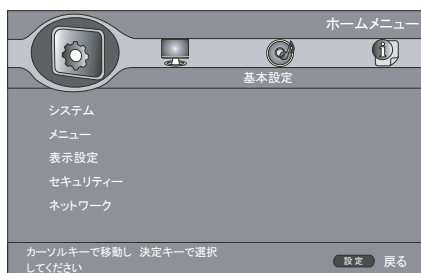 ホームメニュー
基本設定
システム
メニュー
表示設定
セキュリティー
ネットワーク
カーソルキーで移動し 決定キーで選択
してください
設定 戻る